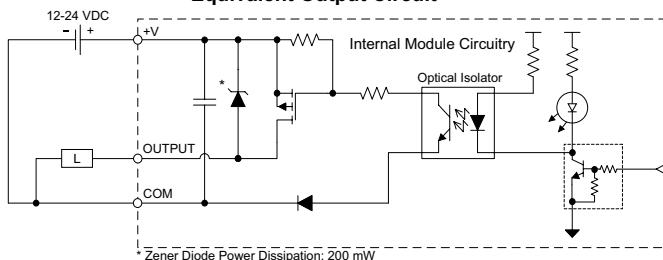 Equivalent Output Circuit
12-24 VDC
- +
+V
Internal Module Circuitry
Optical Isolator
*
OUTPUT
L
COM
* Zener Diode Power Dissipation: 200 mW